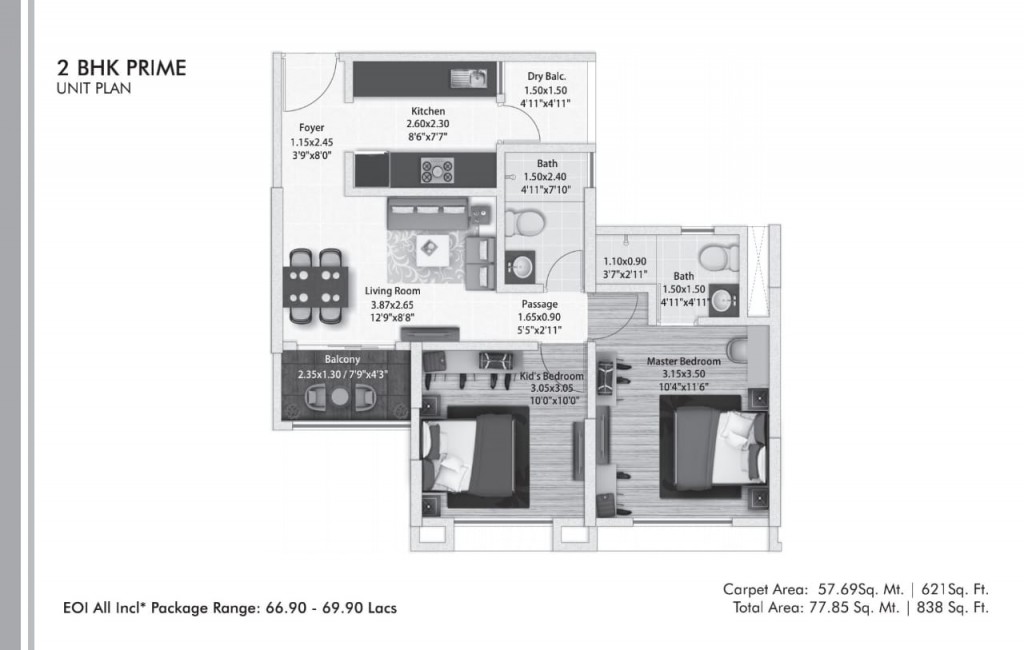 2 BHK PRIME
UNIT PLAN
Dry Balc.
1.50x1.50
4'11"x4'11"
Kitchen
2.60x2.30
8'6"x7'7"
Foyer
1.15x2.45
3'9"x8'0"
Bath
1.50x2.40
4'11"x7'10"
1.10x0.90
3'7"x2'11"
Bath
1.50x1.50
4'11"x4'11"
Living Room
3.87x2.65
12'9"x8'8"
Passage
1.65x0.90
5'5"x2'11"
Balcony
2.35x1.30 / 7'9"x4'3"
Kid's Bedroom
3.05x3.05
10'0"x10'0"
Master Bedroom
3.15x3.50
10'4"x11'6"
EOI All Incl* Package Range: 66.90 - 69.90 Lacs
Carpet Area: 57.69Sq. Mt. | 621Sq. Ft.
Total Area: 77.85 Sq. Mt. | 838 Sq. Ft.